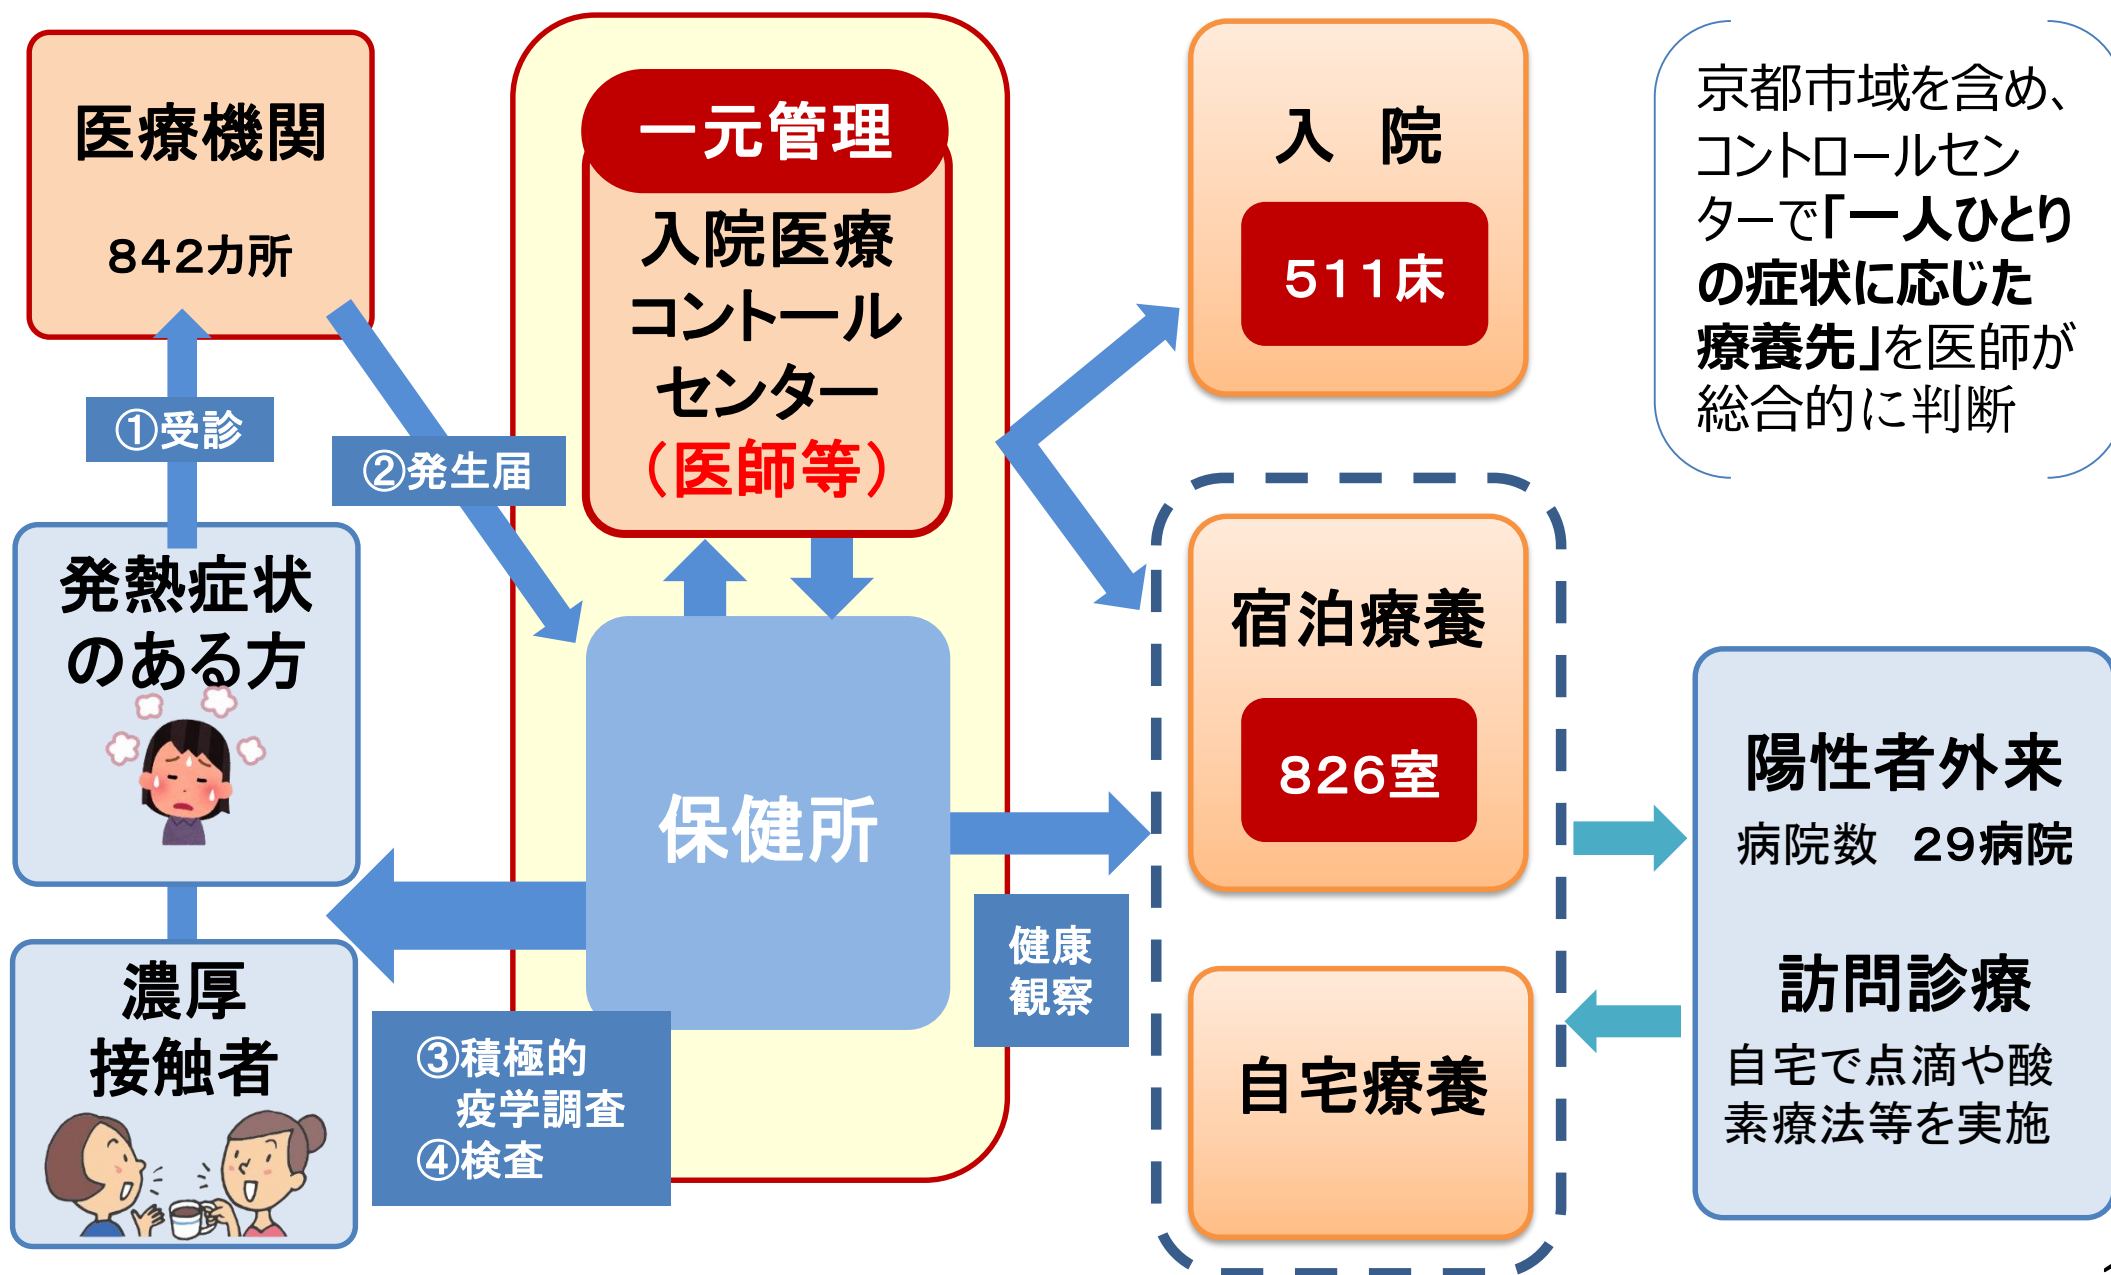 医療機関
842カ所
①受診
②発生届
発熱症状
のある方
濃厚
接触者
一元管理
入院医療
コントール
センター
（医師等）
保健所
③積極的
疫学調査
④検査
健康
観察
入　院
511床
宿泊療養
826室
自宅療養
京都市域を含め、
コントロールセン
ターで「一人ひとり
の症状に応じた
療養先」を医師が
総合的に判断
陽性者外来
病院数　29病院
訪問診療
自宅で点滴や酸
素療法等を実施